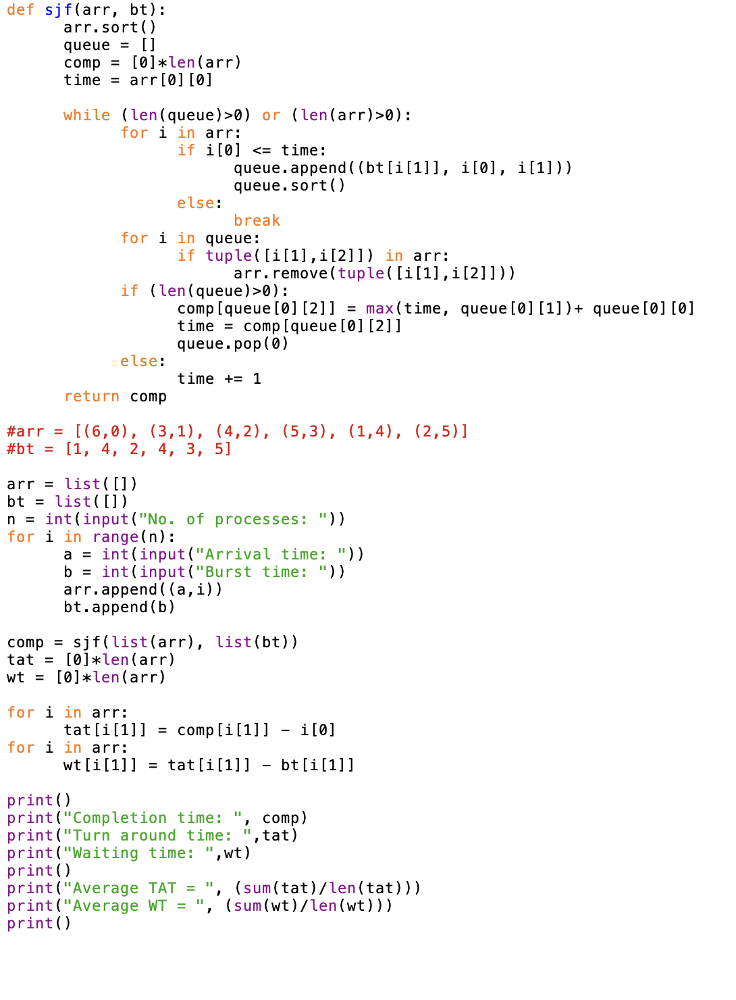 def sjf(arr, bt):
      arr.sort()
      queue = []
      comp = [0]*len(arr)
      time = arr[0][0]

      while (len(queue)>0) or (len(arr)>0):
            for i in arr:
                  if i[0] <= time:
                        queue.append((bt[i[1]], i[0], i[1]))
                        queue.sort()
                  else:
                        break
            for i in queue:
                  if tuple([i[1],i[2]]) in arr:
                        arr.remove(tuple([i[1],i[2]]))
            if (len(queue)>0):
                  comp[queue[0][2]] = max(time, queue[0][1])+ queue[0][0]
                  time = comp[queue[0][2]]
                  queue.pop(0)
            else:
                  time += 1
      return comp

#arr = [(6,0), (3,1), (4,2), (5,3), (1,4), (2,5)]
#bt = [1, 4, 2, 4, 3, 5]

arr = list([])
bt = list([])
n = int(input("No. of processes: "))
for i in range(n):
      a = int(input("Arrival time: "))
      b = int(input("Burst time: "))
      arr.append((a,i))
      bt.append(b)

comp = sjf(list(arr), list(bt))
tat = [0]*len(arr)
wt = [0]*len(arr)

for i in arr:
      tat[i[1]] = comp[i[1]] - i[0]
for i in arr:
      wt[i[1]] = tat[i[1]] - bt[i[1]]

print()
print("Completion time: ", comp)
print("Turn around time: ",tat)
print("Waiting time: ",wt)
print()
print("Average TAT = ", (sum(tat)/len(tat)))
print("Average WT = ", (sum(wt)/len(wt)))
print()